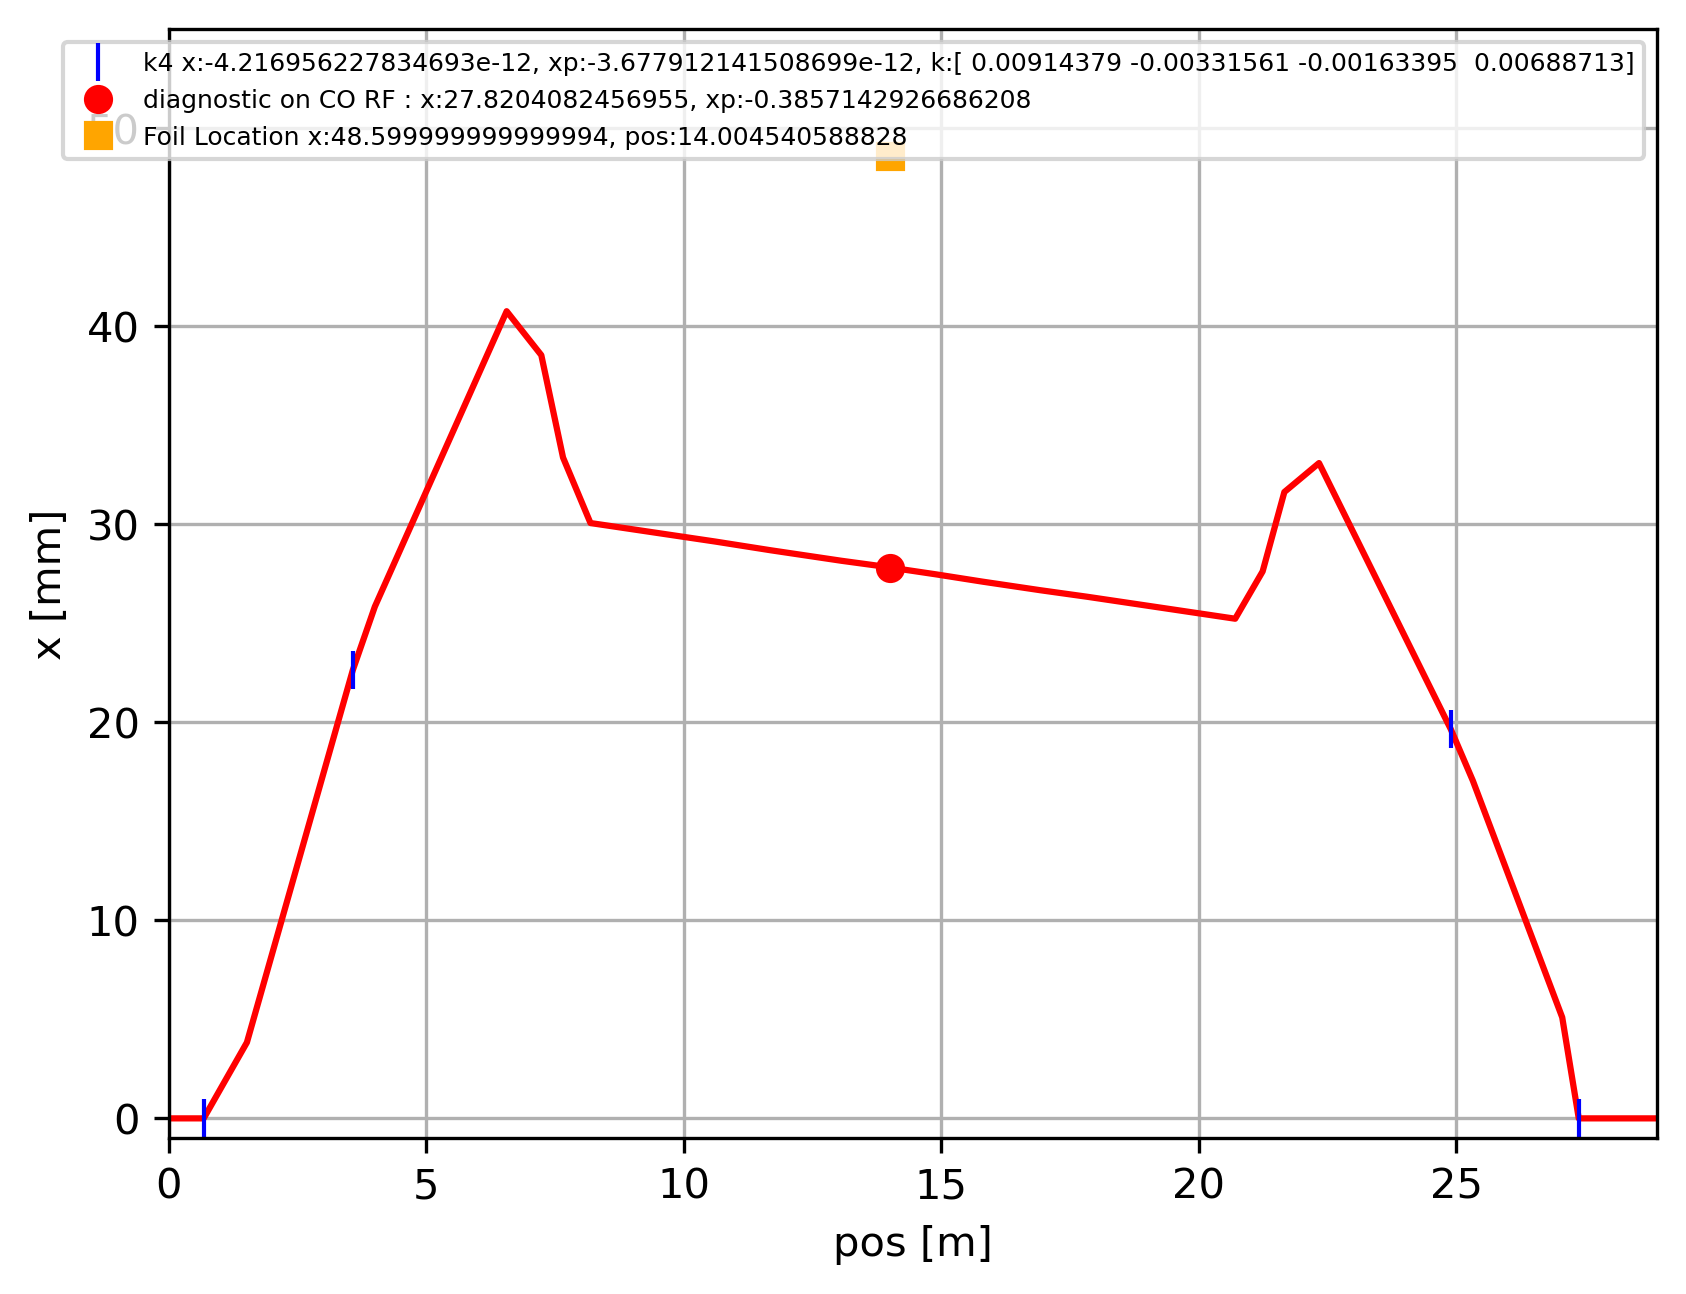 k4 x:-4.216956227834693e-12, xp:-3.677912141508699e-12, k:[ 0.00914379 -0.00331561 -0.00163395  0.00688713]
diagnostic on CO RF : x:27.8204082456955, xp:-0.3857142926686208
Foil Location x:48.599999999999994, pos:14.004540588828
50
40
30
20
10
0
x [mm]
0 5 10 15 20 25
pos [m]